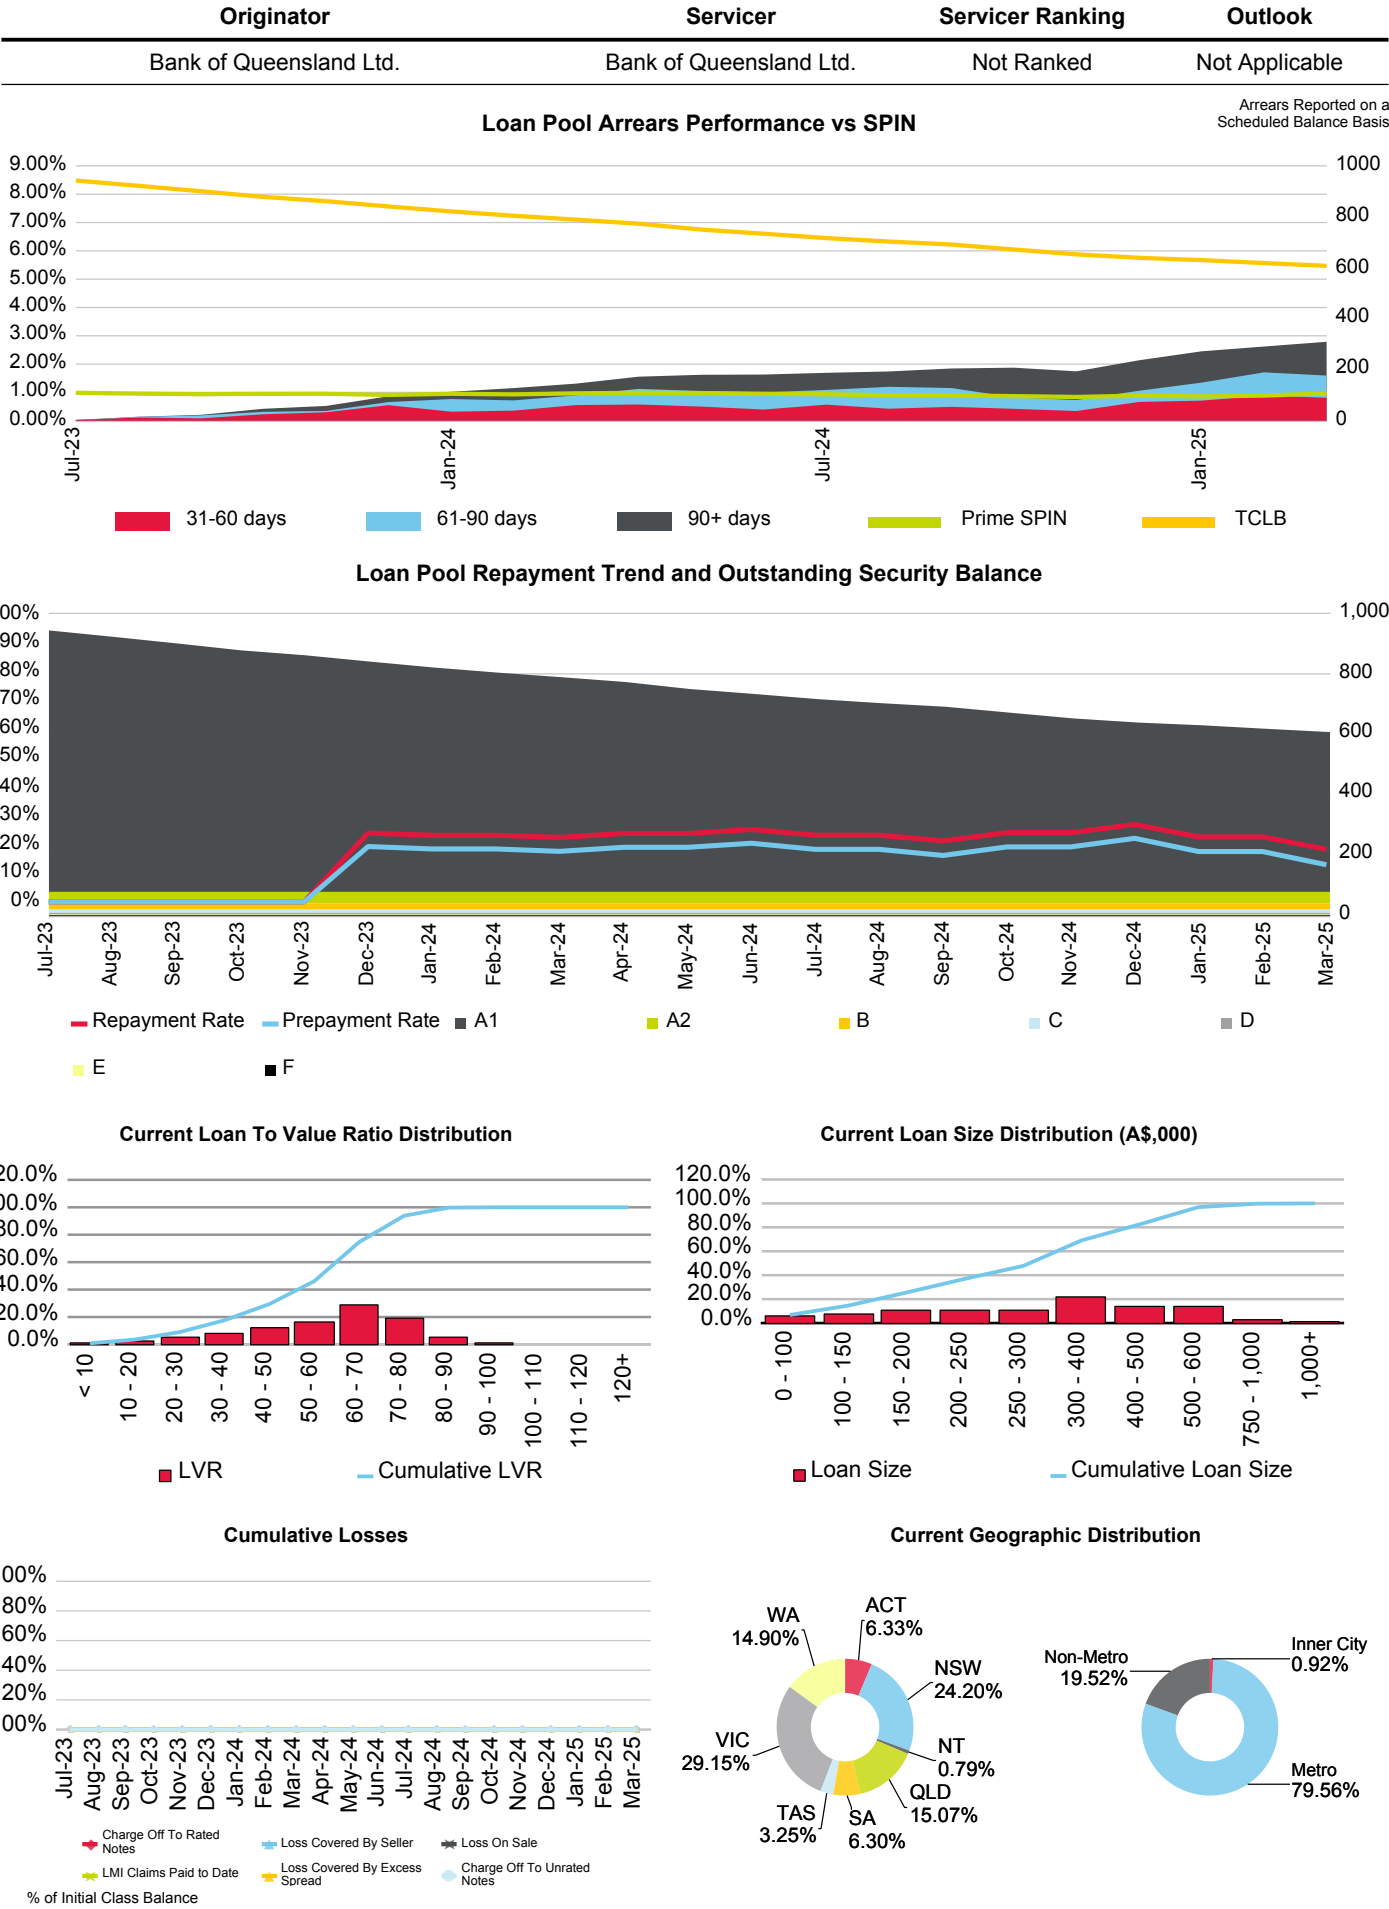 Originator Servicer Servicer Ranking Outlook
Bank of Queensland Ltd. Bank of Queensland Ltd. Not Ranked Not Applicable
Loan Pool Arrears Performance vs SPIN
Arrears Reported on a
Scheduled Balance Basis
9.00%
8.00%
7.00%
6.00%
5.00%
4.00%
3.00%
2.00%
1.00%
0.00%
1000
800
600
400
200
0
Jul-23
Jan-24
Jul-24
Jan-25
31-60 days 61-90 days 90+ days Prime SPIN TCLB
Loan Pool Repayment Trend and Outstanding Security Balance
00%
90%
80%
70%
60%
50%
40%
30%
20%
10%
0%
1,000
800
600
400
200
0
Jul-23
Aug-23
Sep-23
Oct-23
Nov-23
Dec-23
Jan-24
Feb-24
Mar-24
Apr-24
May-24
Jun-24
Jul-24
Aug-24
Sep-24
Oct-24
Nov-24
Dec-24
Jan-25
Feb-25
Mar-25
Repayment Rate Prepayment Rate A1 A2 B C D
E F
Current Loan To Value Ratio Distribution
20.0%
00.0%
80.0%
60.0%
40.0%
20.0%
0.0%
< 10
10 - 20
20 - 30
30 - 40
40 - 50
50 - 60
60 - 70
70 - 80
80 - 90
90 - 100
100 - 110
110 - 120
120+
LVR Cumulative LVR
Current Loan Size Distribution (A$,000)
120.0%
100.0%
80.0%
60.0%
40.0%
20.0%
0.0%
0 - 100
100 - 150
150 - 200
200 - 250
250 - 300
300 - 400
400 - 500
500 - 600
750 - 1,000
1,000+
Loan Size Cumulative Loan Size
Cumulative Losses
00%
80%
60%
40%
20%
00%
Jul-23
Aug-23
Sep-23
Oct-23
Nov-23
Dec-23
Jan-24
Feb-24
Mar-24
Apr-24
May-24
Jun-24
Jul-24
Aug-24
Sep-24
Oct-24
Nov-24
Dec-24
Jan-25
Feb-25
Mar-25
Charge Off To Rated
Notes
Loss Covered By Seller
Loss On Sale
LMI Claims Paid to Date
Loss Covered By Excess
Spread
Charge Off To Unrated
Notes
% of Initial Class Balance
Current Geographic Distribution
WA
14.90%
ACT
6.33%
NSW
24.20%
NT
0.79%
QLD
15.07%
SA
6.30%
TAS
3.25%
VIC
29.15%
Non-Metro
19.52%
Inner City
0.92%
Metro
79.56%